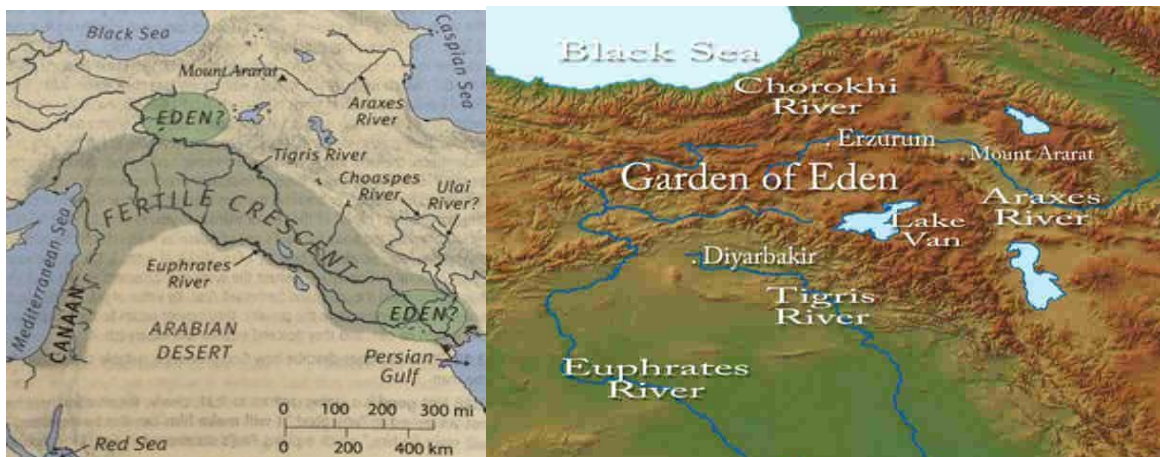 Black Sea
Caspian Sea
Mount Ararat
Araxes
River
EDEN?
Tigris River
Choaspes
River
Ulai
River?
FERTILE CRESCENT
Euphrates
River
Mediterranean Sea
CANAAN
EDEN?
ARABIAN
DESERT
Persian
Gulf
0 100 200 300 mi
0 200 400 km
Red Sea
Black Sea
Chorokhi
River
Erzurum
Mount Ararat
Garden of Eden
Araxes
River
Lake
Van
Diyarbakir
Tigris
River
Euphrates
River